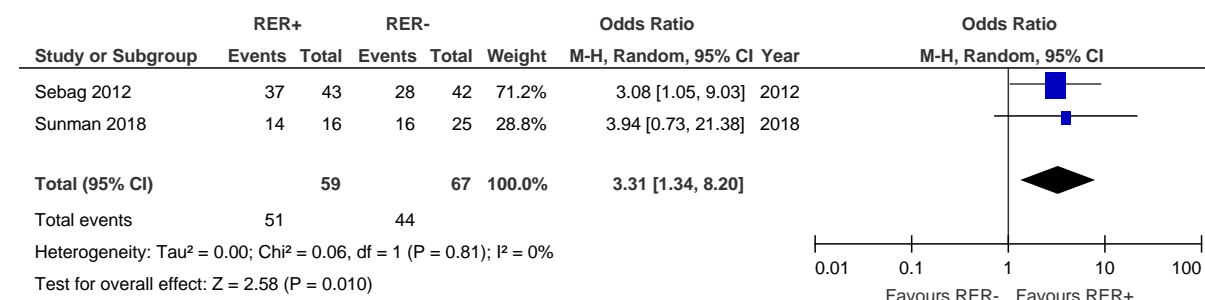 RER+ RER- Odds Ratio Odds Ratio
Study or Subgroup Events Total Events Total Weight M-H, Random, 95% CI Year M-H, Random, 95% CI
Sebag 2012 37 43 28 42 71.2% 3.08 [1.05, 9.03] 2012
Sunman 2018 14 16 16 25 28.8% 3.94 [0.73, 21.38] 2018
Total (95% CI) 59 67 100.0% 3.31 [1.34, 8.20]
Total events 51 44
Heterogeneity: Tau² = 0.00; Chi² = 0.06, df = 1 (P = 0.81); I² = 0%
Test for overall effect: Z = 2.58 (P = 0.010)
0.01 0.1 1 10 100
Favours RER- Favours RER+